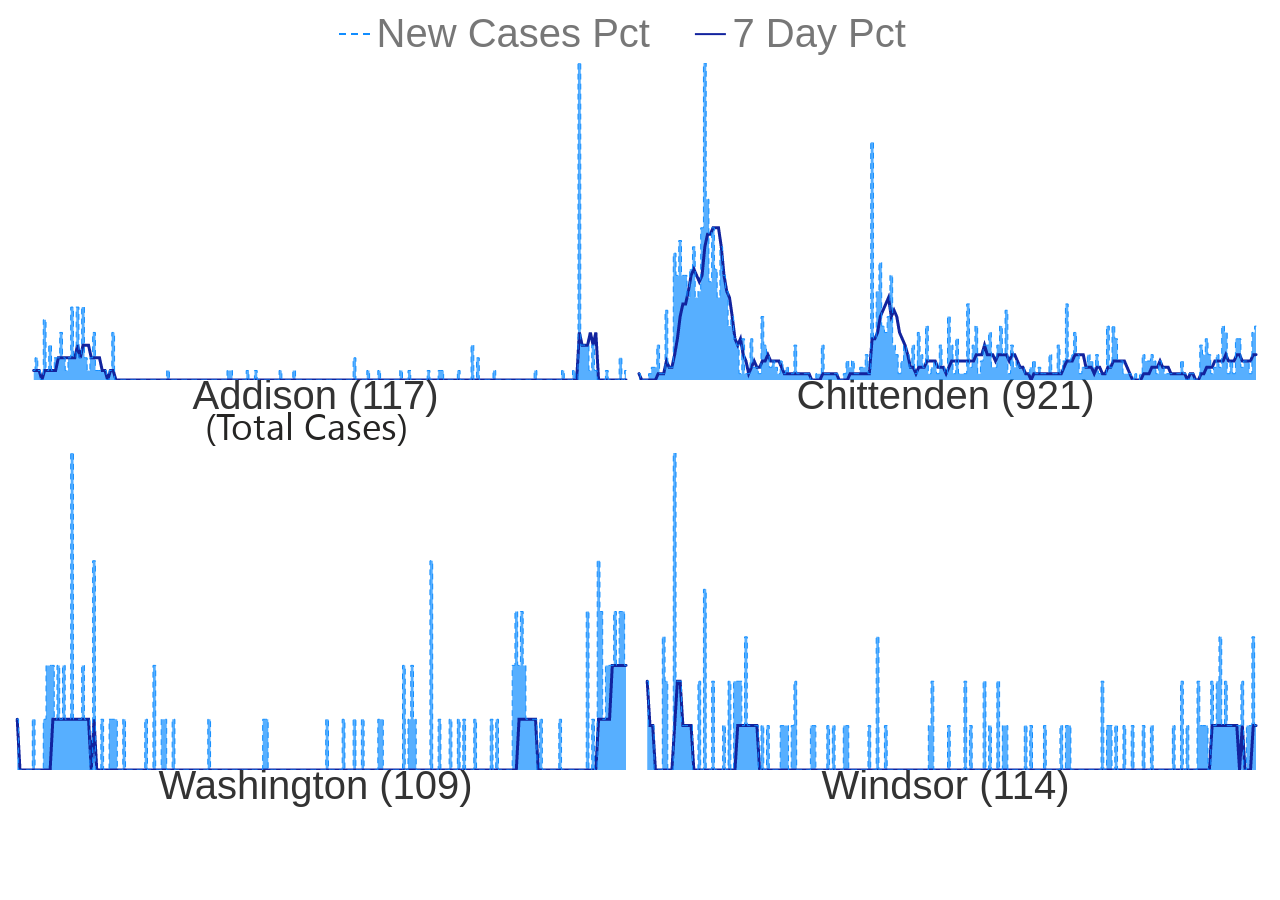 New Cases Pct 7 Day Pct
Addison (117) Chittenden (921)
(Total Cases)
Washington (109) Windsor (114)